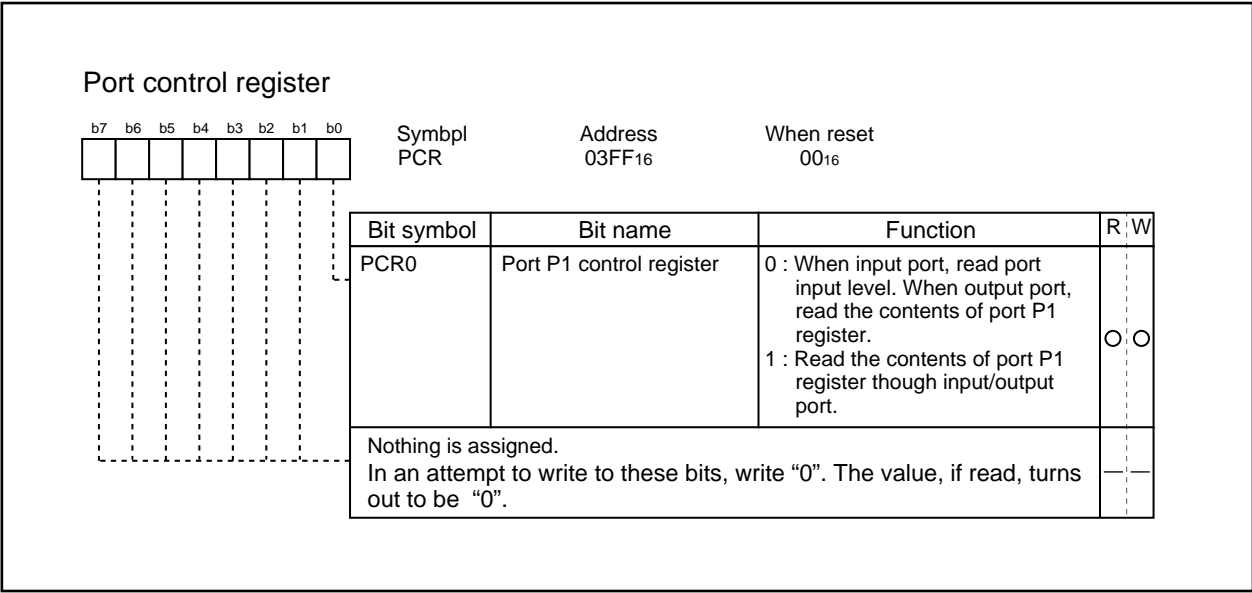 Port control register
b7 b6 b5 b4 b3 b2 b1 b0
Symbpl Address When reset
PCR 03FF16 0016
Bit symbol Bit name Function R W
PCR0 Port P1 control register 0 : When input port, read port
input level. When output port,
read the contents of port P1
register.
1 : Read the contents of port P1
register though input/output
port.
Nothing is assigned.
In an attempt to write to these bits, write “0”. The value, if read, turns
out to be “0”.